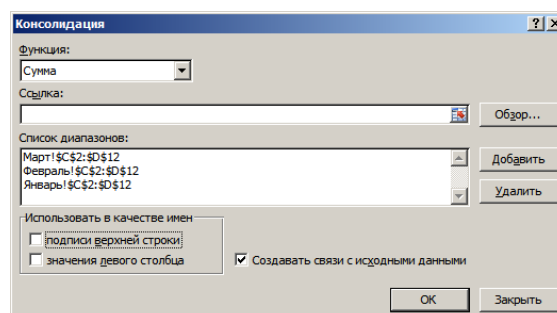 Консолидация
Функция:
Сумма
Ссылка:
Обзор...
Список диапазонов:
Март!$C$2:$D$12
Февраль!$C$2:$D$12
Январь!$C$2:$D$12
Добавить
Удалить
Использовать в качестве имен
подписи верхней строки
значения левого столбца
Создавать связи с исходными данными
ОК
Закрыть